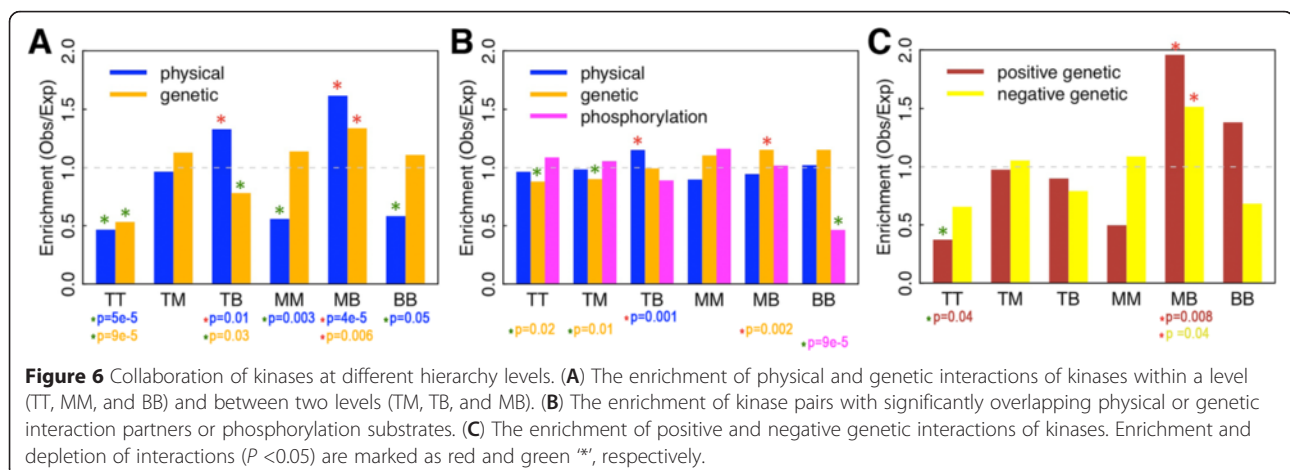 A
Enrichment (Obs/Exp)
2.0
1.5
1.0
0.5
0.0
physical
genetic
* * * * * * * *
TT TM TB MM MB BB
*p=5e-5 *p=0.01 *p=0.003 *p=4e-5 *p=0.05
*p=9e-5 *p=0.03 *p=0.006
B
Enrichment (Obs/Exp)
2.0
1.5
1.0
0.5
0.0
physical
genetic
phosphorylation
* * * * *
TT TM TB MM MB BB
*p=0.001
*p=0.02 *p=0.01 *p=0.002
*p=9e-5
C
Enrichment (Obs/Exp)
2.0
1.5
1.0
0.5
0.0
positive genetic
negative genetic
* * *
TT TM TB MM MB BB
*p=0.04 *p=0.008
*p =0.04
Figure 6 Collaboration of kinases at different hierarchy levels. (A) The enrichment of physical and genetic interactions of kinases within a level
(TT, MM, and BB) and between two levels (TM, TB, and MB). (B) The enrichment of kinase pairs with significantly overlapping physical or genetic
interaction partners or phosphorylation substrates. (C) The enrichment of positive and negative genetic interactions of kinases. Enrichment and
depletion of interactions (P <0.05) are marked as red and green ‘*’, respectively.